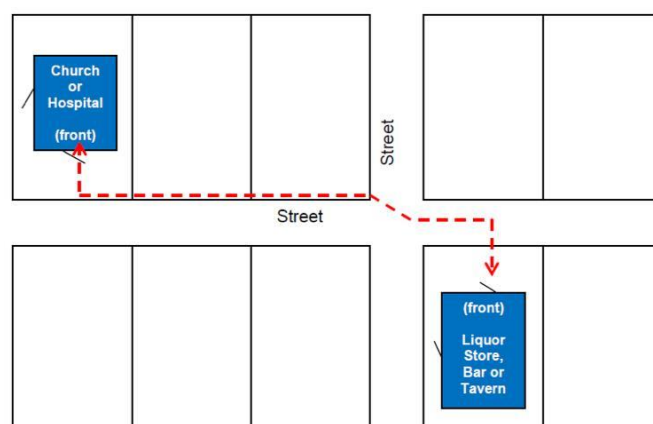 Church
or
Hospital
(front)
Street
Street
(front)
Liquor
Store,
Bar or
Tavern